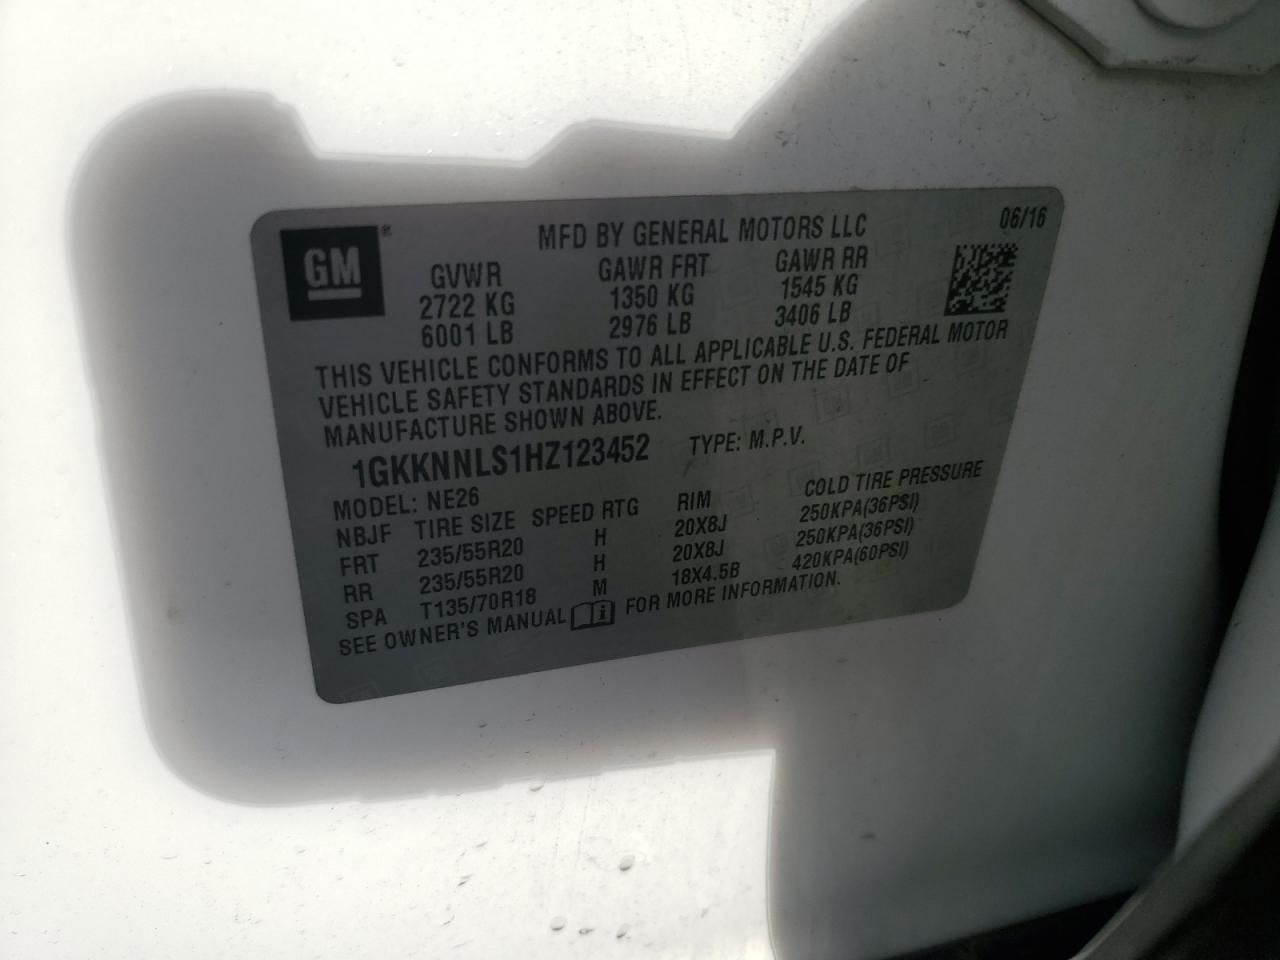 GM®
MFD BY GENERAL MOTORS LLC 06/16
GVWR GAWR FRT GAWR RR
2722 KG 1350 KG 1545 KG
6001 LB 2976 LB 3406 LB
THIS VEHICLE CONFORMS TO ALL APPLICABLE U.S. FEDERAL MOTOR
VEHICLE SAFETY STANDARDS IN EFFECT ON THE DATE OF
MANUFACTURE SHOWN ABOVE.
1GKKNNLS1HZ123452 TYPE: M.P.V.
MODEL: NE26
NBJF TIRE SIZE SPEED RTG RIM COLD TIRE PRESSURE
FRT 235/55R20 H 20X8J 250KPA(36PSI)
RR 235/55R20 H 20X8J 250KPA(36PSI)
SPA T135/70R18 M 18X4.5B 420KPA(60PSI)
SEE OWNER'S MANUAL i FOR MORE INFORMATION.